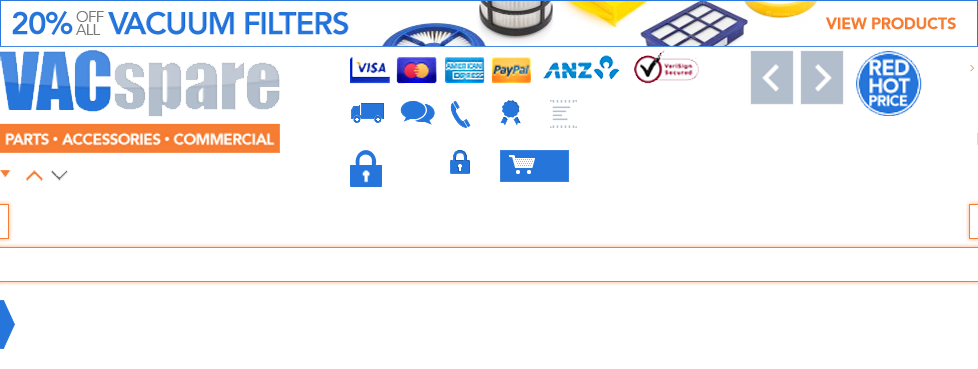 20% OFF ALL VACUUM FILTERS
VIEW PRODUCTS
VACspare
PARTS • ACCESSORIES • COMMERCIAL
VISA
MasterCard
AMERICAN EXPRESS
PayPal
ANZ
VeriSign Secured
RED HOT PRICE